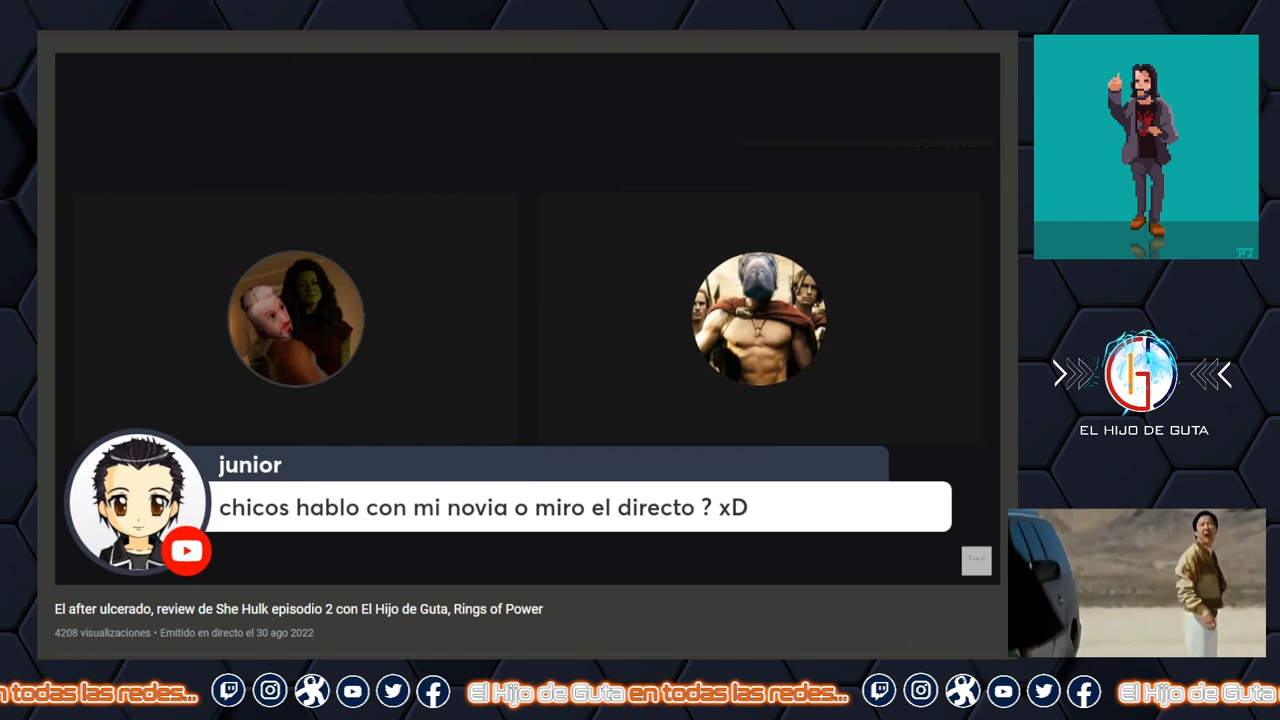 junior
chicos hablo con mi novia o miro el directo ? xD
El after ulcerado, review de She Hulk episodio 2 con El Hijo de Guta, Rings of Power
4208 visualizaciones • Emitido en directo el 30 ago 2022
EL HIJO DE GUTA
n todas las redes... El Hijo de Guta en todas las redes... El Hijo de Guta